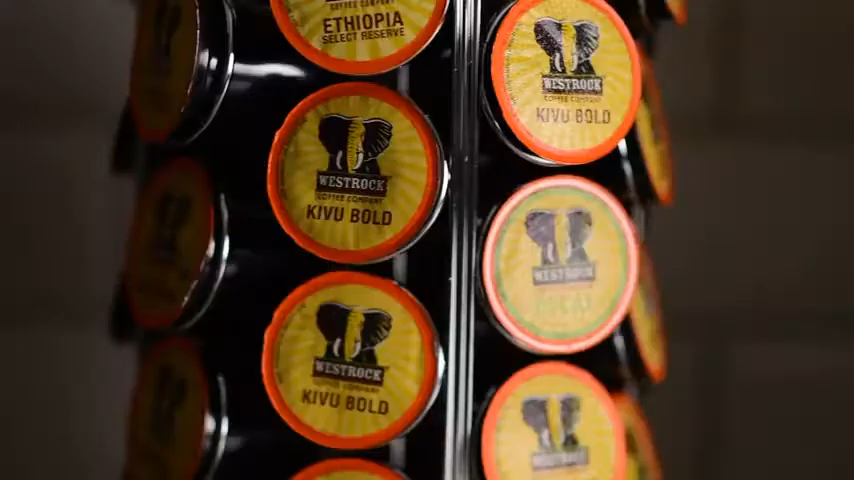 COFFEE COMPANY
ETHIOPIA
SELECT RESERVE
WESTROCK
COFFEE COMPANY
KIVU BOLD
WESTROCK
COFFEE COMPANY
KIVU BOLD
WESTROCK
COFFEE COMPANY
KIVU BOLD
WESTROCK
DECAF
WESTROCK